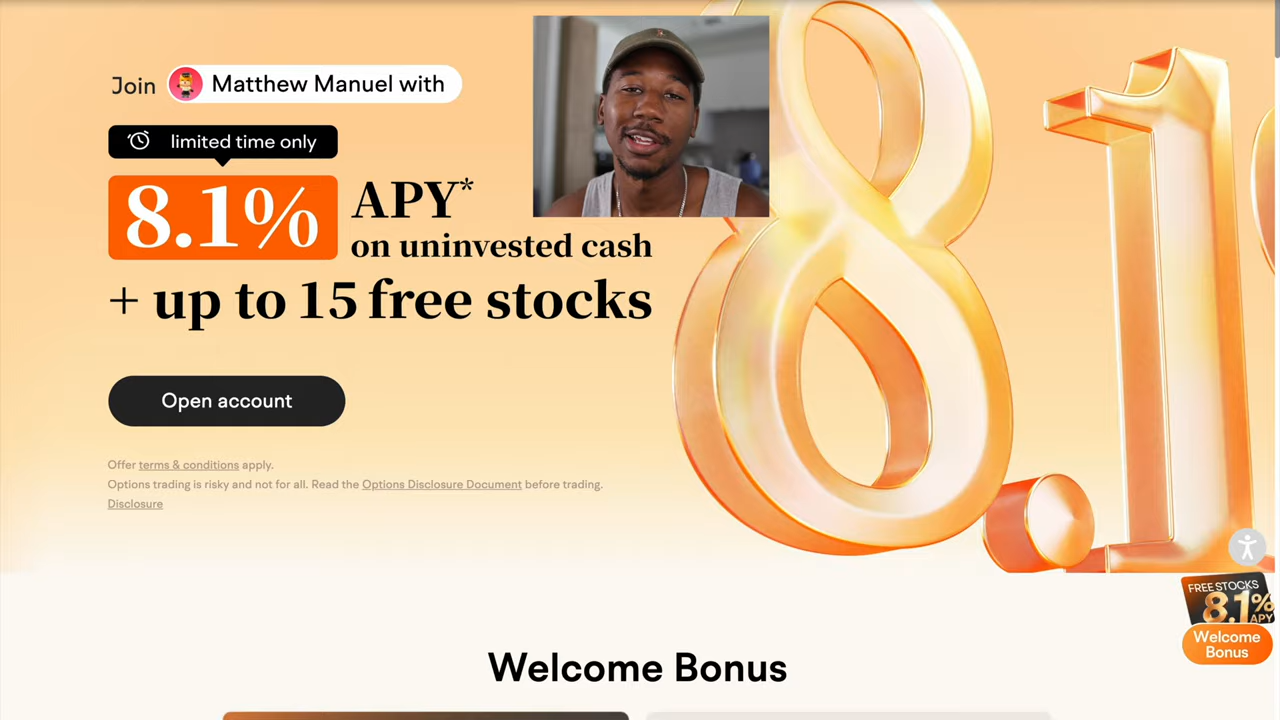 Join Matthew Manuel with
limited time only
8.1% APY*
on uninvested cash
+ up to 15 free stocks
Open account
Offer terms & conditions apply.
Options trading is risky and not for all. Read the Options Disclosure Document before trading.
Disclosure
8.1
FREE STOCKS
8.1%
APY
Welcome
Bonus
Welcome Bonus